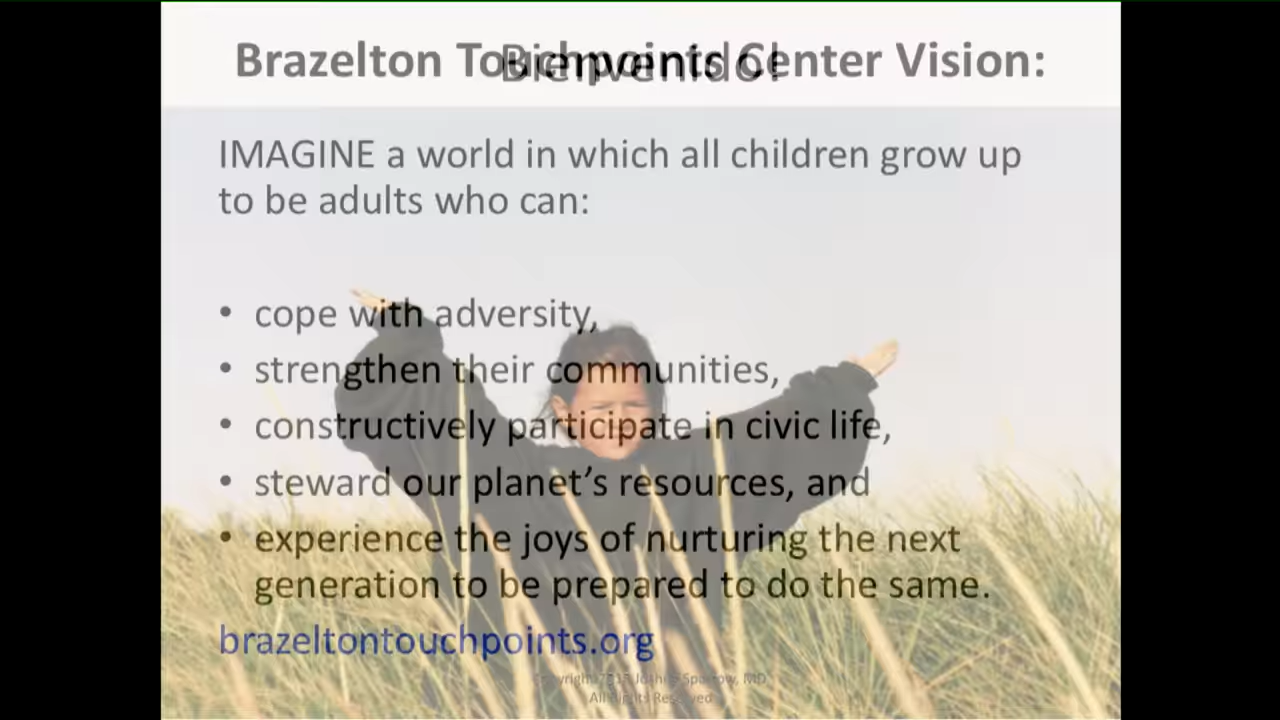 Brazelton Touchpoints Center Vision:
Bienvenido!
IMAGINE a world in which all children grow up
to be adults who can:
• cope with adversity,
• strengthen their communities,
• constructively participate in civic life,
• steward our planet's resources, and
• experience the joys of nurturing the next
generation to be prepared to do the same.
brazeltontouchpoints.org
Copyright 2015 Joshua Sparrow, MD
All Rights Reserved